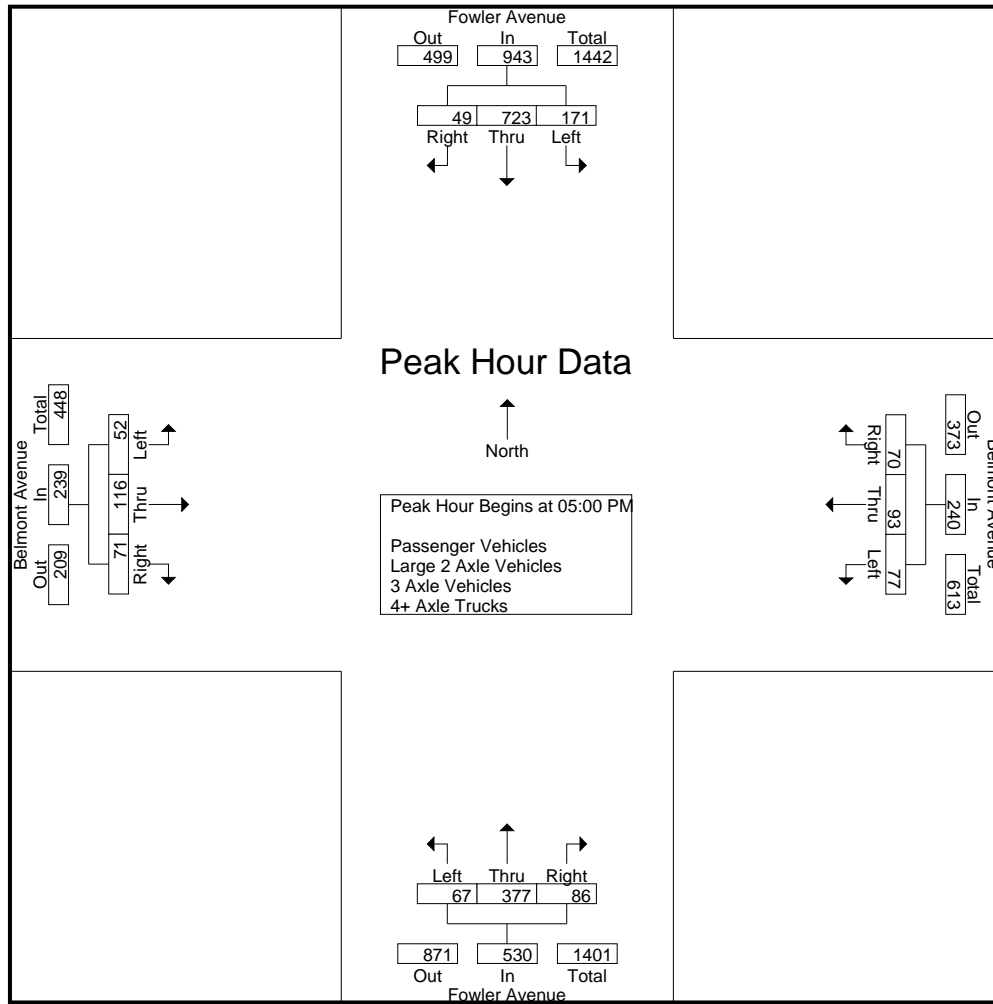 Fowler Avenue
Out In Total
499 943 1442
49 723 171
Right Thru Left
Peak Hour Data
North
Peak Hour Begins at 05:00 PM
Passenger Vehicles
Large 2 Axle Vehicles
3 Axle Vehicles
4+ Axle Trucks
Belmont Avenue
Out In Total
209 239 448
71 116 52
Right Thru Left
Right Thru Left
70 93 77
373 240 613
Out In Total
Belmont Avenue
Left Thru Right
67 377 86
871 530 1401
Out In Total
Fowler Avenue